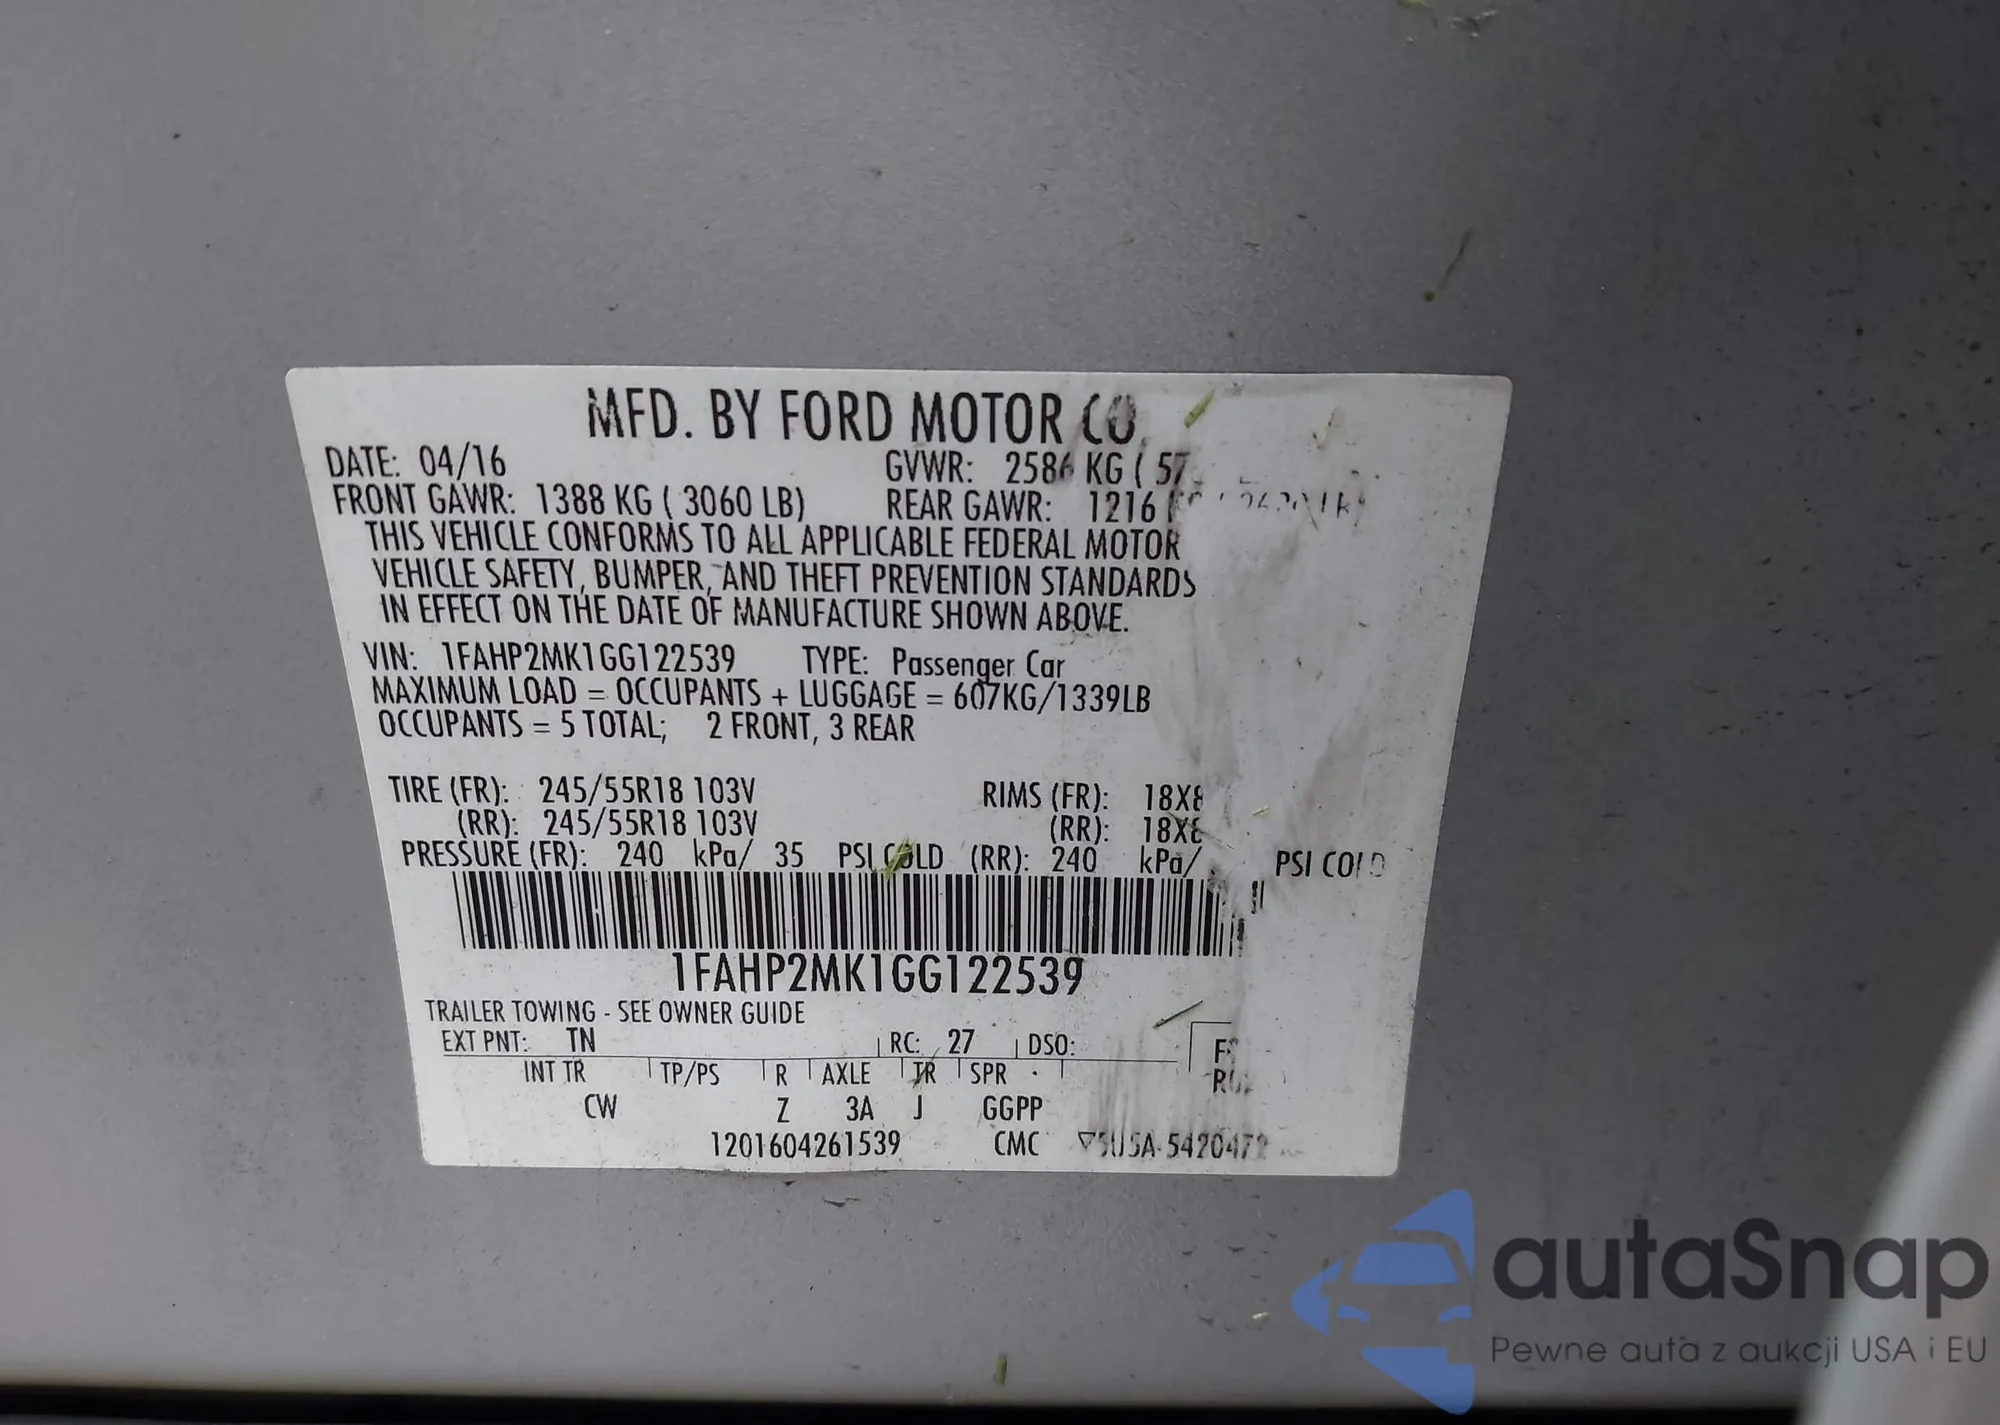 MFD. BY FORD MOTOR CO.
DATE: 04/16 GVWR: 2586 KG (
FRONT GAWR: 1388 KG ( 3060 LB) REAR GAWR: 1216
THIS VEHICLE CONFORMS TO ALL APPLICABLE FEDERAL MOTOR
VEHICLE SAFETY, BUMPER, AND THEFT PREVENTION STANDARDS
IN EFFECT ON THE DATE OF MANUFACTURE SHOWN ABOVE.
VIN: 1FAHP2MK1GG122539 TYPE: Passenger Car
MAXIMUM LOAD = OCCUPANTS + LUGGAGE = 607KG/1339LB
OCCUPANTS = 5 TOTAL; 2 FRONT, 3 REAR
TIRE (FR): 245/55R18 103V RIMS (FR): 18X8
(RR): 245/55R18 103V (RR): 18X8
PRESSURE (FR): 240 kPa/ 35 PSI COLD (RR): 240 kPa/ PSI COLD
1FAHP2MK1GG122539
TRAILER TOWING - SEE OWNER GUIDE
EXT PNT: TN RC: 27 DSO:
INT TR TP/PS R AXLE TR SPR
CW Z 3A J GGPP
1201604261539 CMC
autaSnap
Pewne auta z aukcji USA i EU